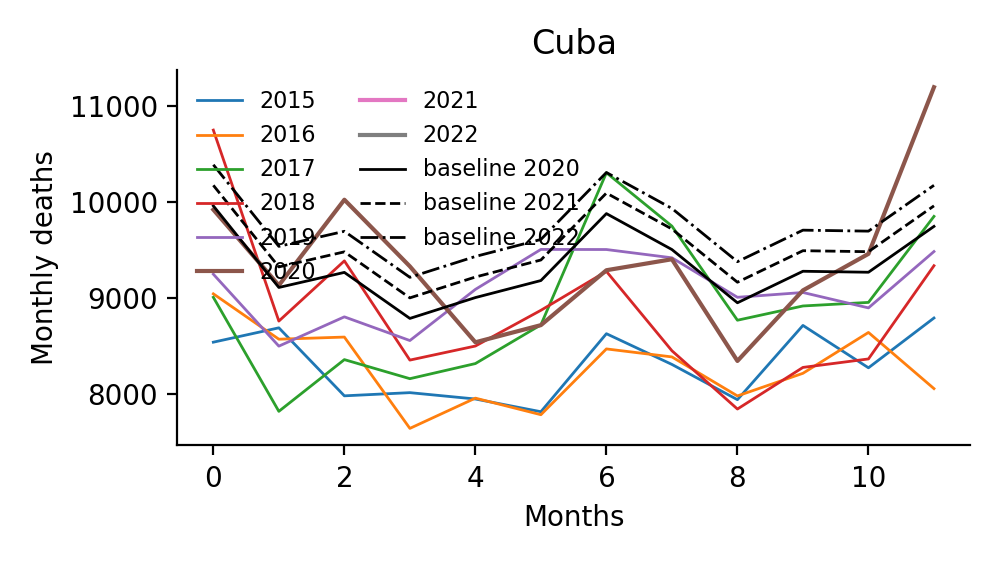 Cuba
Monthly deaths
11000
10000
9000
8000
2015
2016
2017
2018
2019
2020
2021
2022
baseline 2020
baseline 2021
baseline 2022
0 2 4 6 8 10
Months